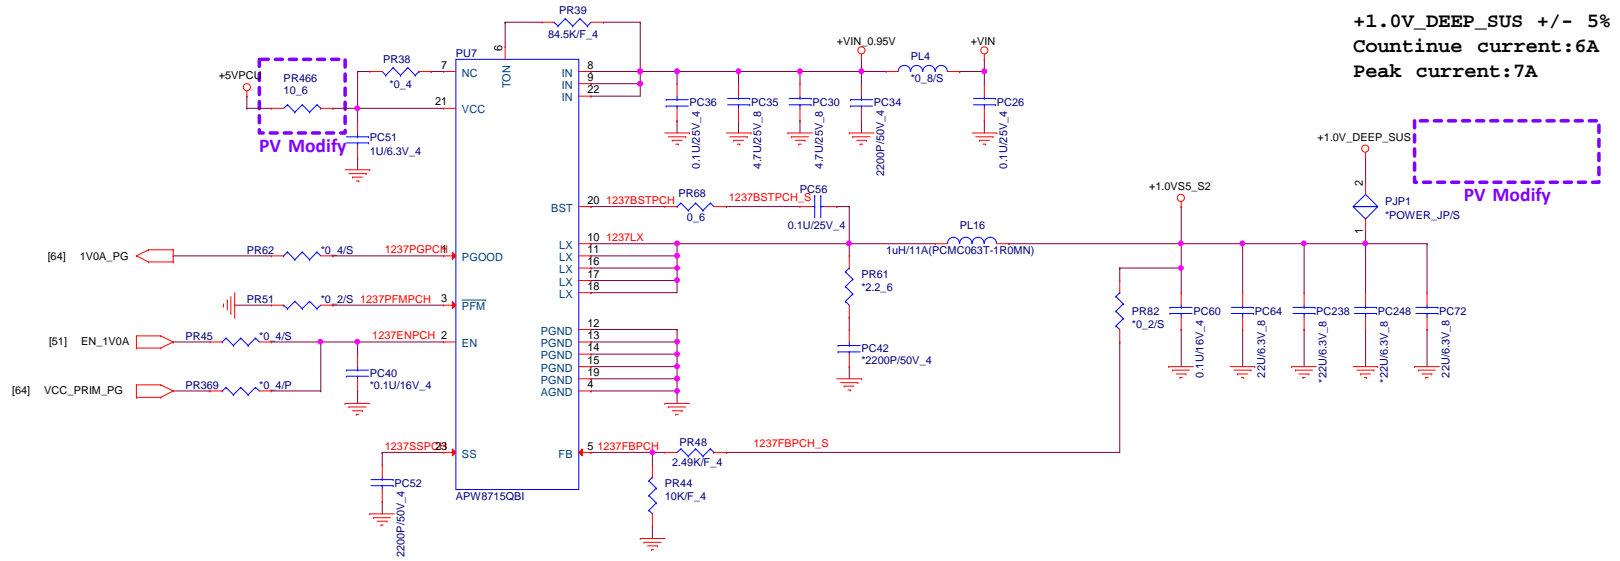 +1.0V_DEEP_SUS +/- 5%
Countinue current:6A
Peak current:7A
PR39
84.5K/F_4
6
PU7
TON
+5VPCU
PR466
10_6
PV Modify
PR38
*0_4
7
NC
21
VCC
PC51
1U/6.3V_4
IN
8
IN
9
IN
22
+VIN_0.95V
PL4
*0_8/S
+VIN
PC36
0.1U/25V_4
PC35
4.7U/25V_8
PC30
4.7U/25V_8
PC34
2200P/50V_4
PC26
0.1U/25V_4
+1.0V_DEEP_SUS
PV Modify
2
PJP1
*POWER_JP/S
1
+1.0VS5_S2
BST
20
1237BSTPCH
PR68
0_6
1237BSTPCH_S
PC56
0.1U/25V_4
LX
10
1237LX
LX
11
LX
16
LX
17
LX
18
PL16
1uH/11A(PCMC063T-1R0MN)
[64]
1V0A_PG
PR62
*0_4/S
1237PGPCH
1
PGOOD
PR51
*0_2/S
1237PFMPCH
3
PFM
[51]
EN_1V0A
PR45
*0_4/S
1237ENPCH
2
EN
[64]
VCC_PRIM_PG
PR369
*0_4/P
PC40
*0.1U/16V_4
PR61
*2.2_6
PC42
*2200P/50V_4
PGND
12
PGND
13
PGND
14
PGND
15
PGND
19
AGND
4
PR82
*0_2/S
PC60
0.1U/16V_4
PC64
22U/6.3V_8
PC238
*22U/6.3V_8
PC248
*22U/6.3V_8
PC72
22U/6.3V_8
1237SSPCH
23
SS
PC52
2200P/50V_4
FB
5
1237FBPCH
PR48
2.49K/F_4
1237FBPCH_S
PR44
10K/F_4
APW8715QBI